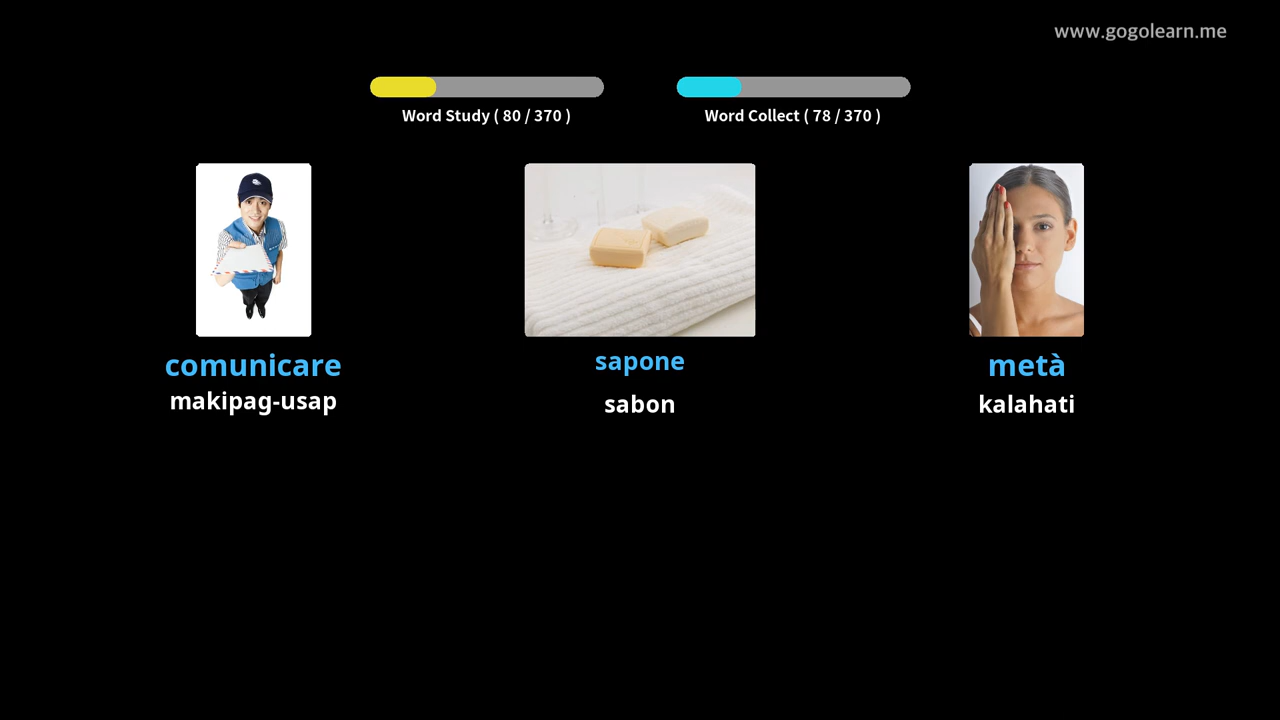 www.gogolearn.me
Word Study ( 80 / 370 )
Word Collect ( 78 / 370 )
comunicare
makipag-usap
sapone
sabon
metà
kalahati